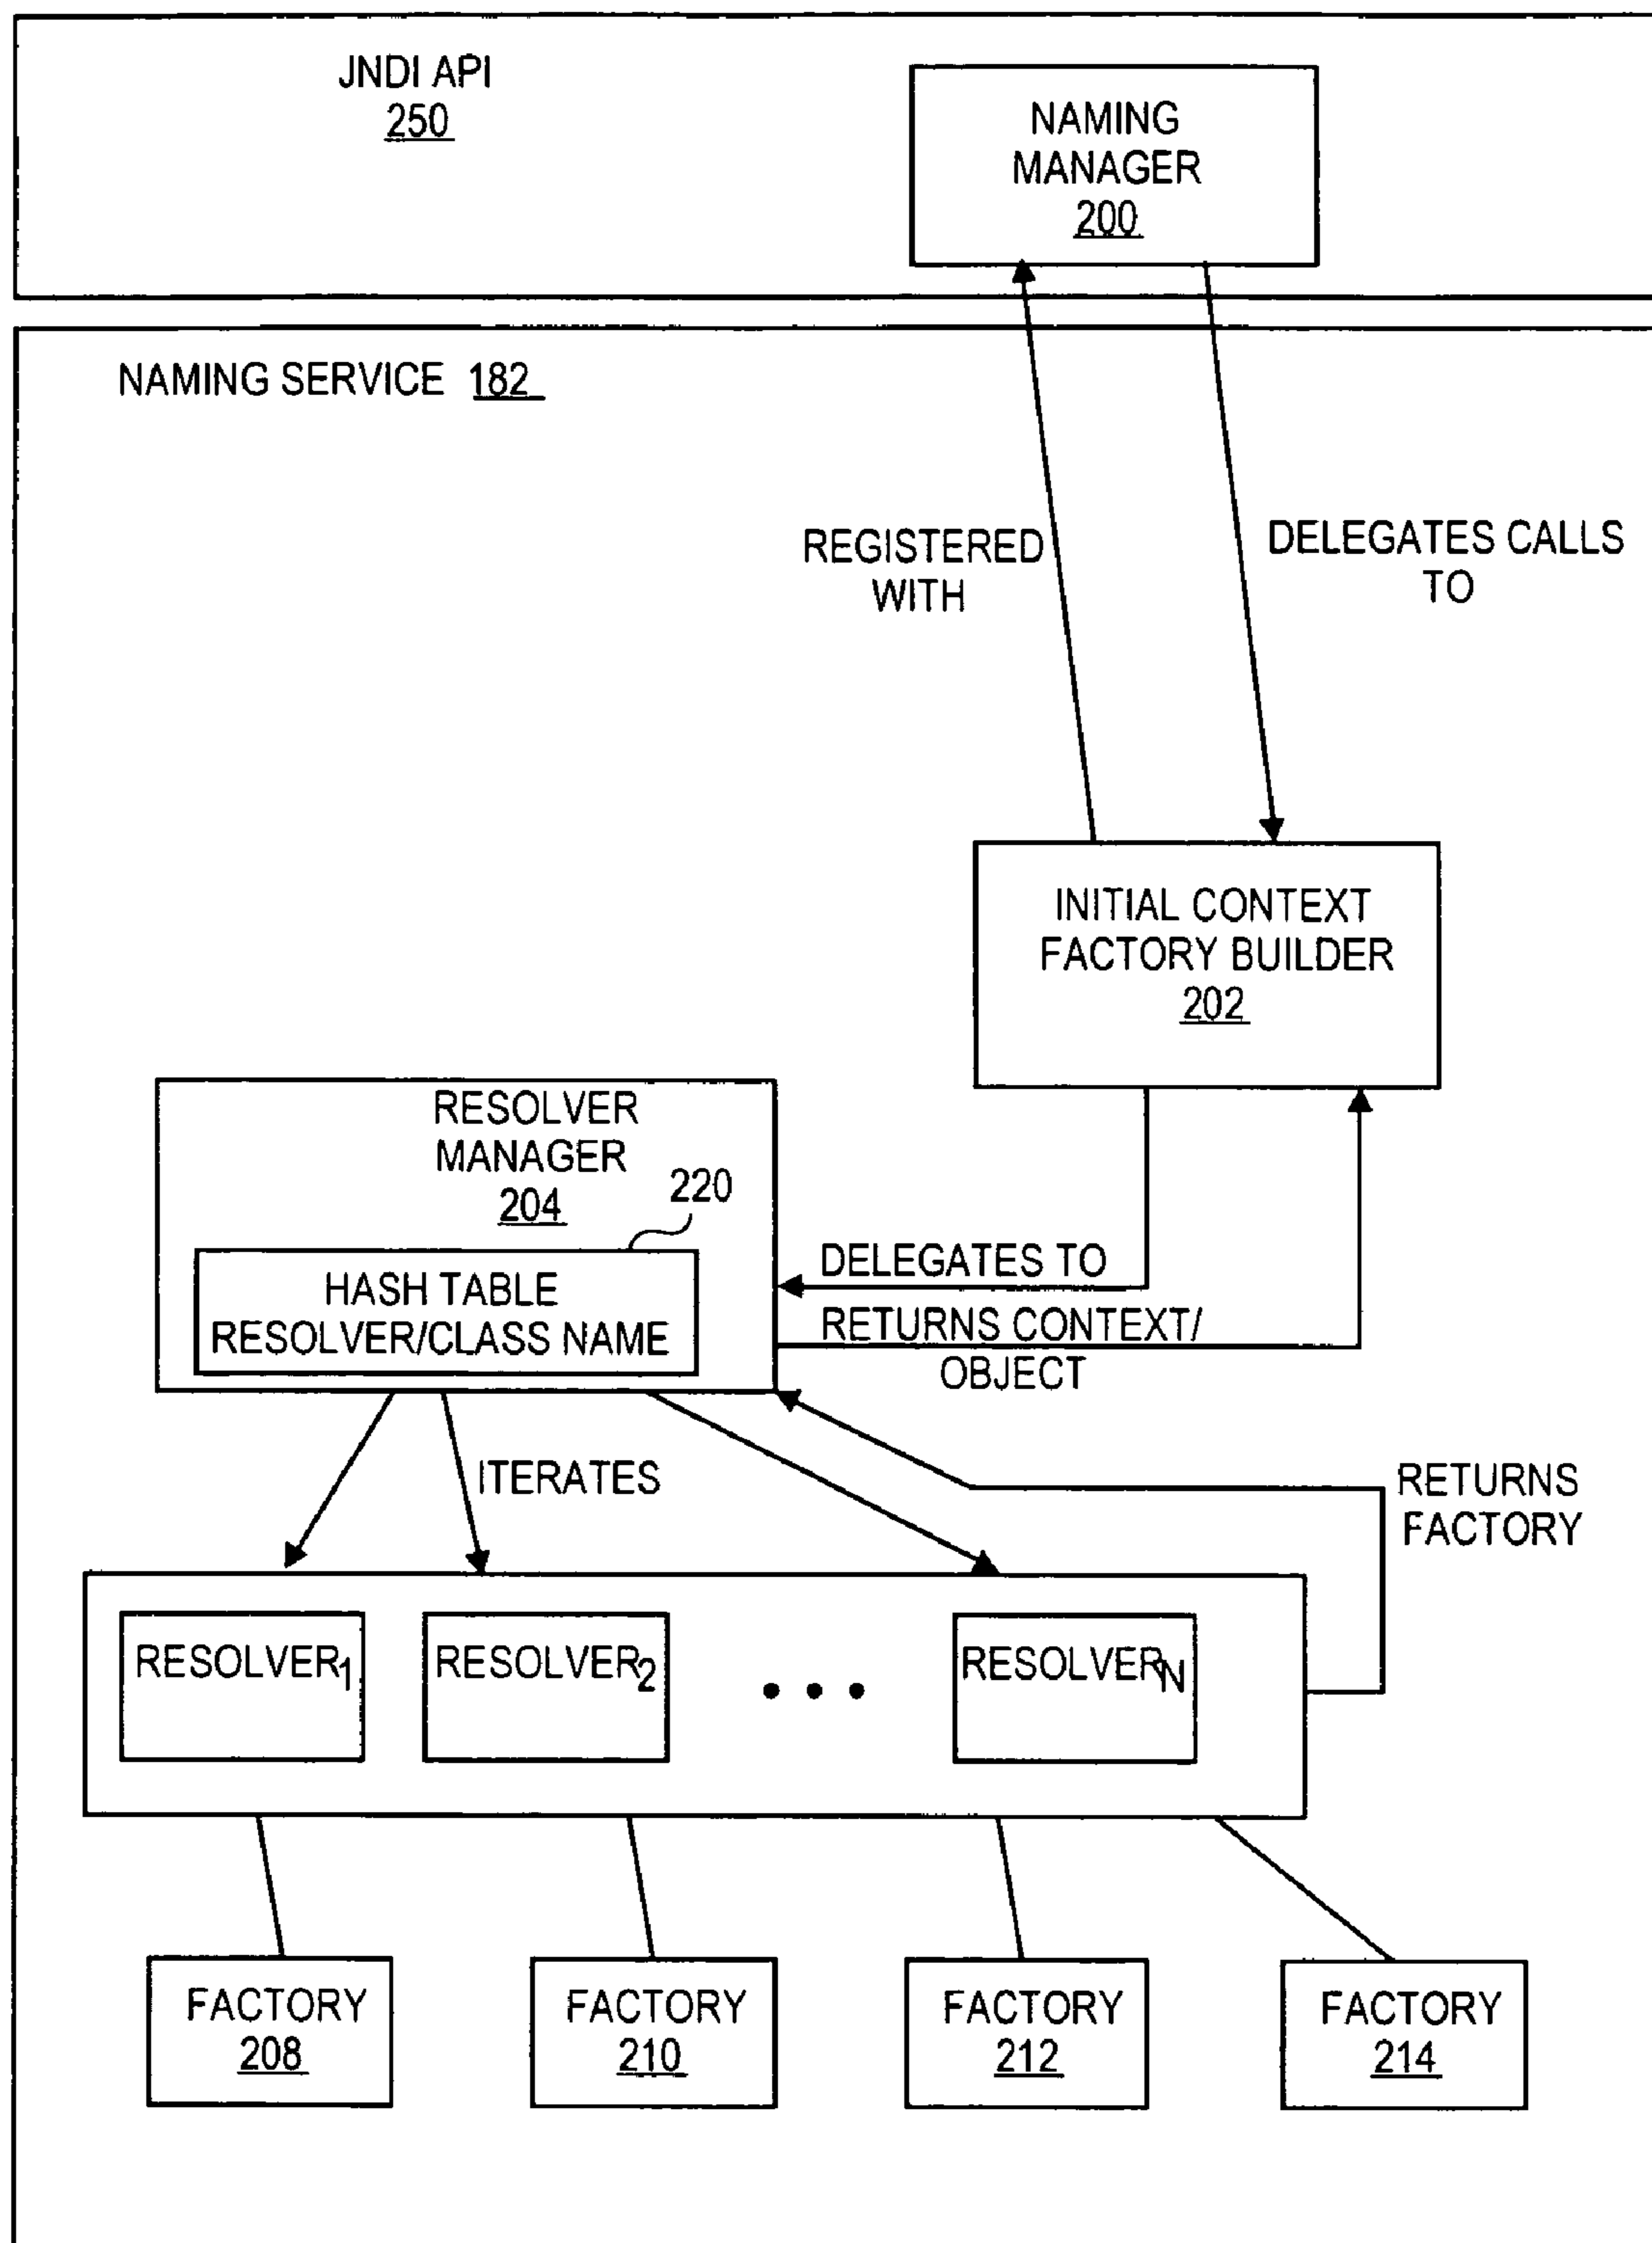 JNDI API
250
NAMING
MANAGER
200
NAMING SERVICE 182
REGISTERED
WITH
DELEGATES CALLS
TO
INITIAL CONTEXT
FACTORY BUILDER
202
RESOLVER
MANAGER
204
220
HASH TABLE
RESOLVER/CLASS NAME
DELEGATES TO
RETURNS CONTEXT/
OBJECT
ITERATES
RETURNS
FACTORY
RESOLVER1
RESOLVER2
• • •
RESOLVERN
FACTORY
208
FACTORY
210
FACTORY
212
FACTORY
214